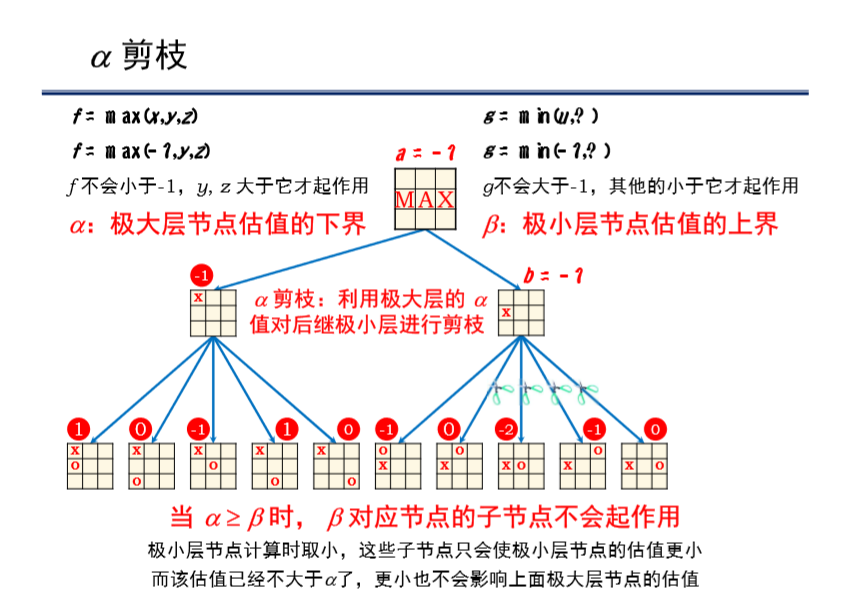 α 剪枝
f = max(x,y,z)
g = min(u,?)
f = max(-1,y,z)
g = min(-1,?)
a = -1
f 不会小于-1，y, z 大于它才起作用
g不会大于-1，其他的小于它才起作用
MAX
α：极大层节点估值的下界
β：极小层节点估值的上界
-1
b = -1
x
α 剪枝：利用极大层的 α
值对后继极小层进行剪枝
x
1 0 -1 1 0 -1 0 -2 -1 0
x x x x x o o o
o o x x x o x x o
o o o
当 α ≥ β 时， β 对应节点的子节点不会起作用
极小层节点计算时取小，这些子节点只会使极小层节点的估值更小
而该估值已经不大于α了，更小也不会影响上面极大层节点的估值